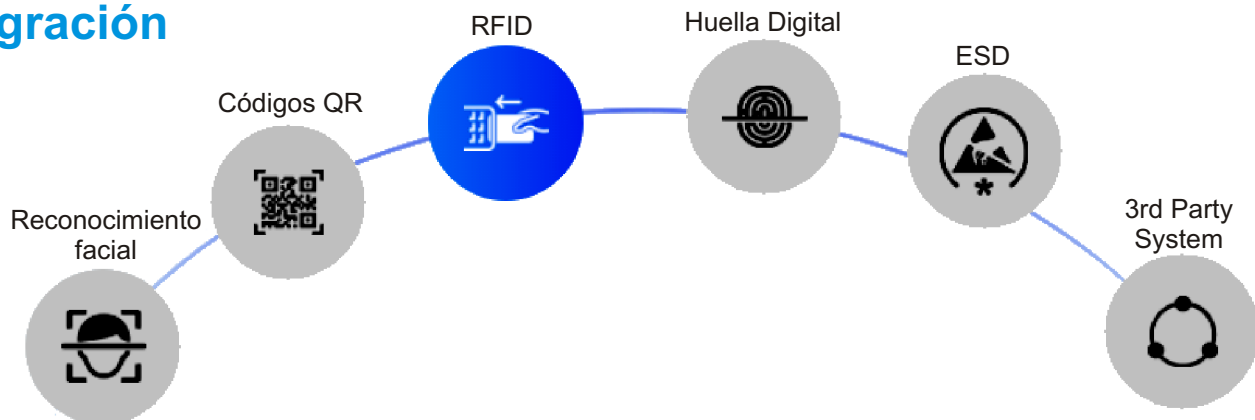 gración
RFID
Huella Digital
ESD
Códigos QR
Reconocimiento
facial
3rd Party
System